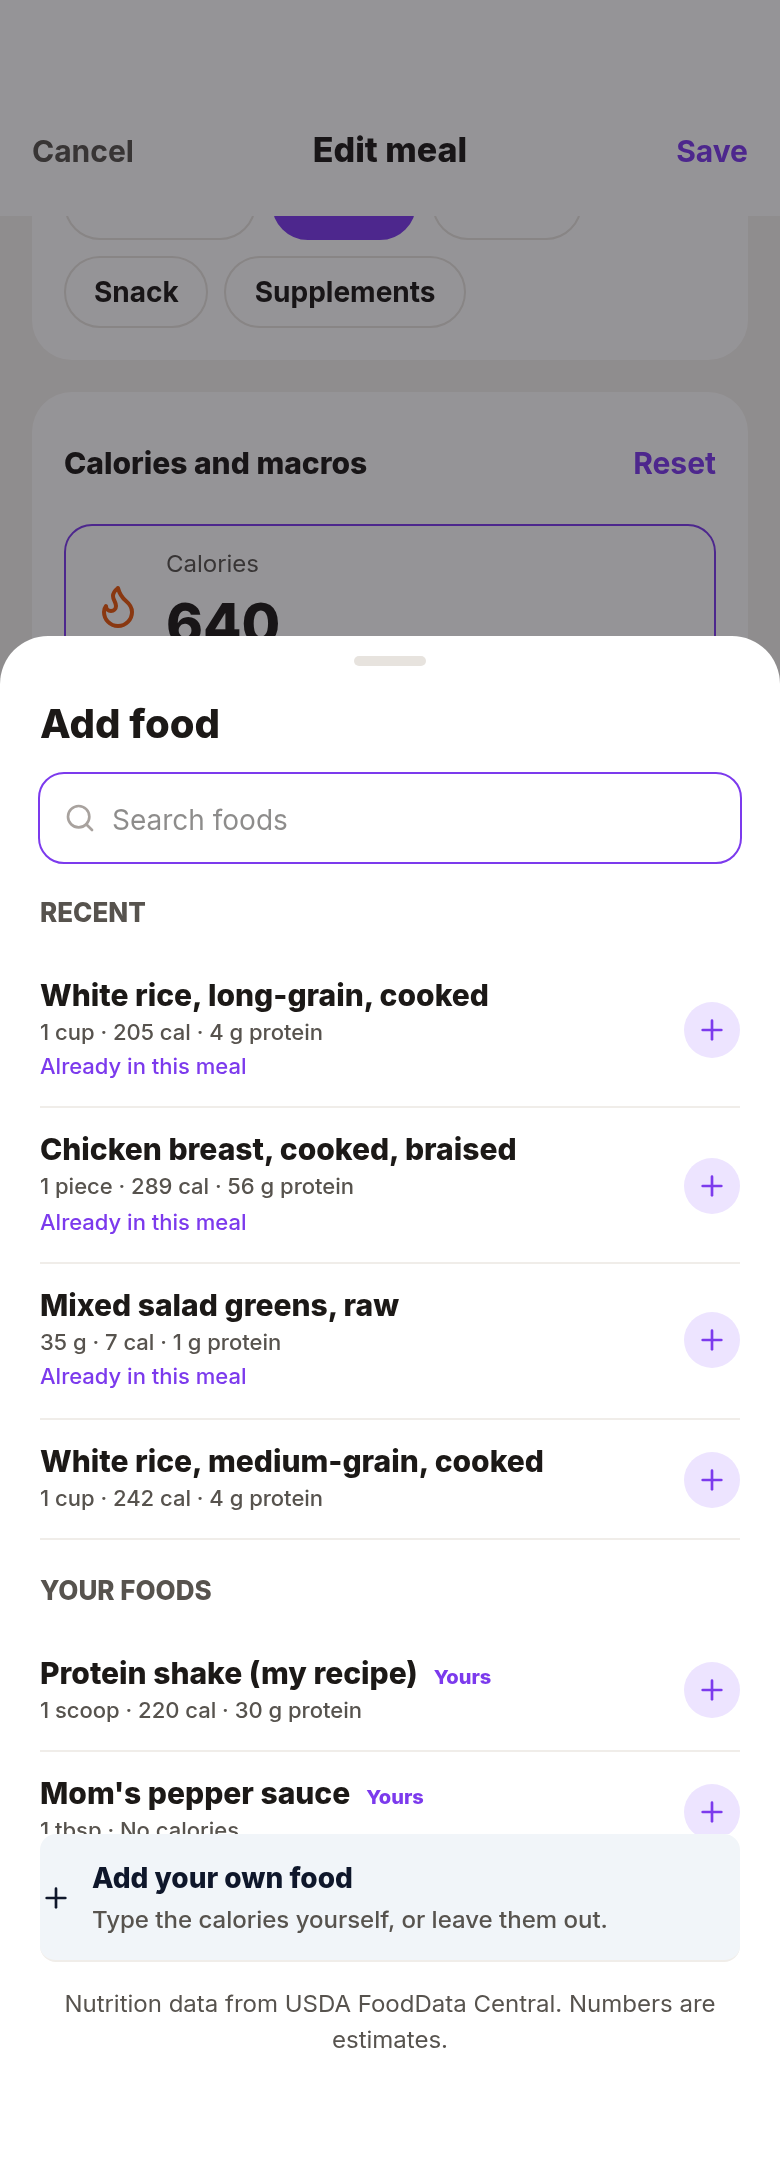 Cancel
Edit meal
Save
Snack
Supplements
Calories and macros
Reset
Calories
640
Add food
Search foods
RECENT
White rice, long-grain, cooked
1 cup · 205 cal · 4 g protein
Already in this meal
Chicken breast, cooked, braised
1 piece · 289 cal · 56 g protein
Already in this meal
Mixed salad greens, raw
35 g · 7 cal · 1 g protein
Already in this meal
White rice, medium-grain, cooked
1 cup · 242 cal · 4 g protein
YOUR FOODS
Protein shake (my recipe) Yours
1 scoop · 220 cal · 30 g protein
Mom's pepper sauce Yours
1 tbsp · No calories
Add your own food
Type the calories yourself, or leave them out.
Nutrition data from USDA FoodData Central. Numbers are
estimates.